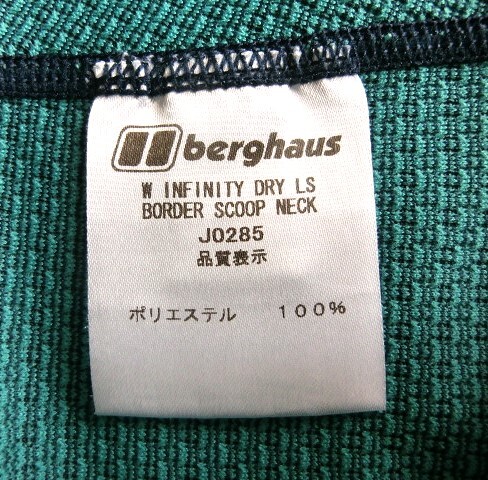 berghaus
W INFINITY DRY LS
BORDER SCOOP NECK
J0285
品質表示
ポリエステル 100%